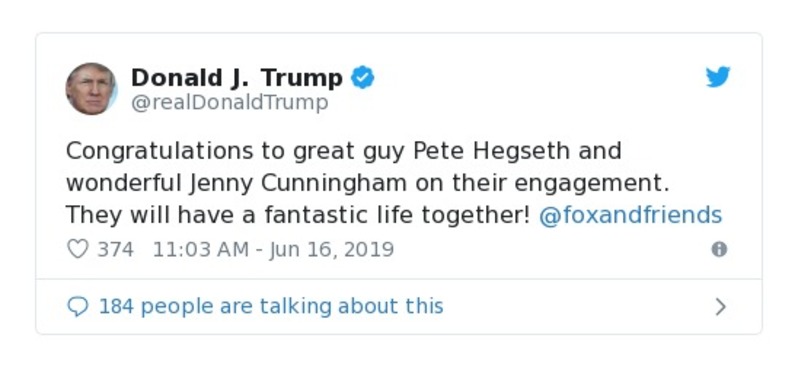 Donald J. Trump
@realDonaldTrump
Congratulations to great guy Pete Hegseth and
wonderful Jenny Cunningham on their engagement.
They will have a fantastic life together! @foxandfriends
374 11:03 AM - Jun 16, 2019
184 people are talking about this